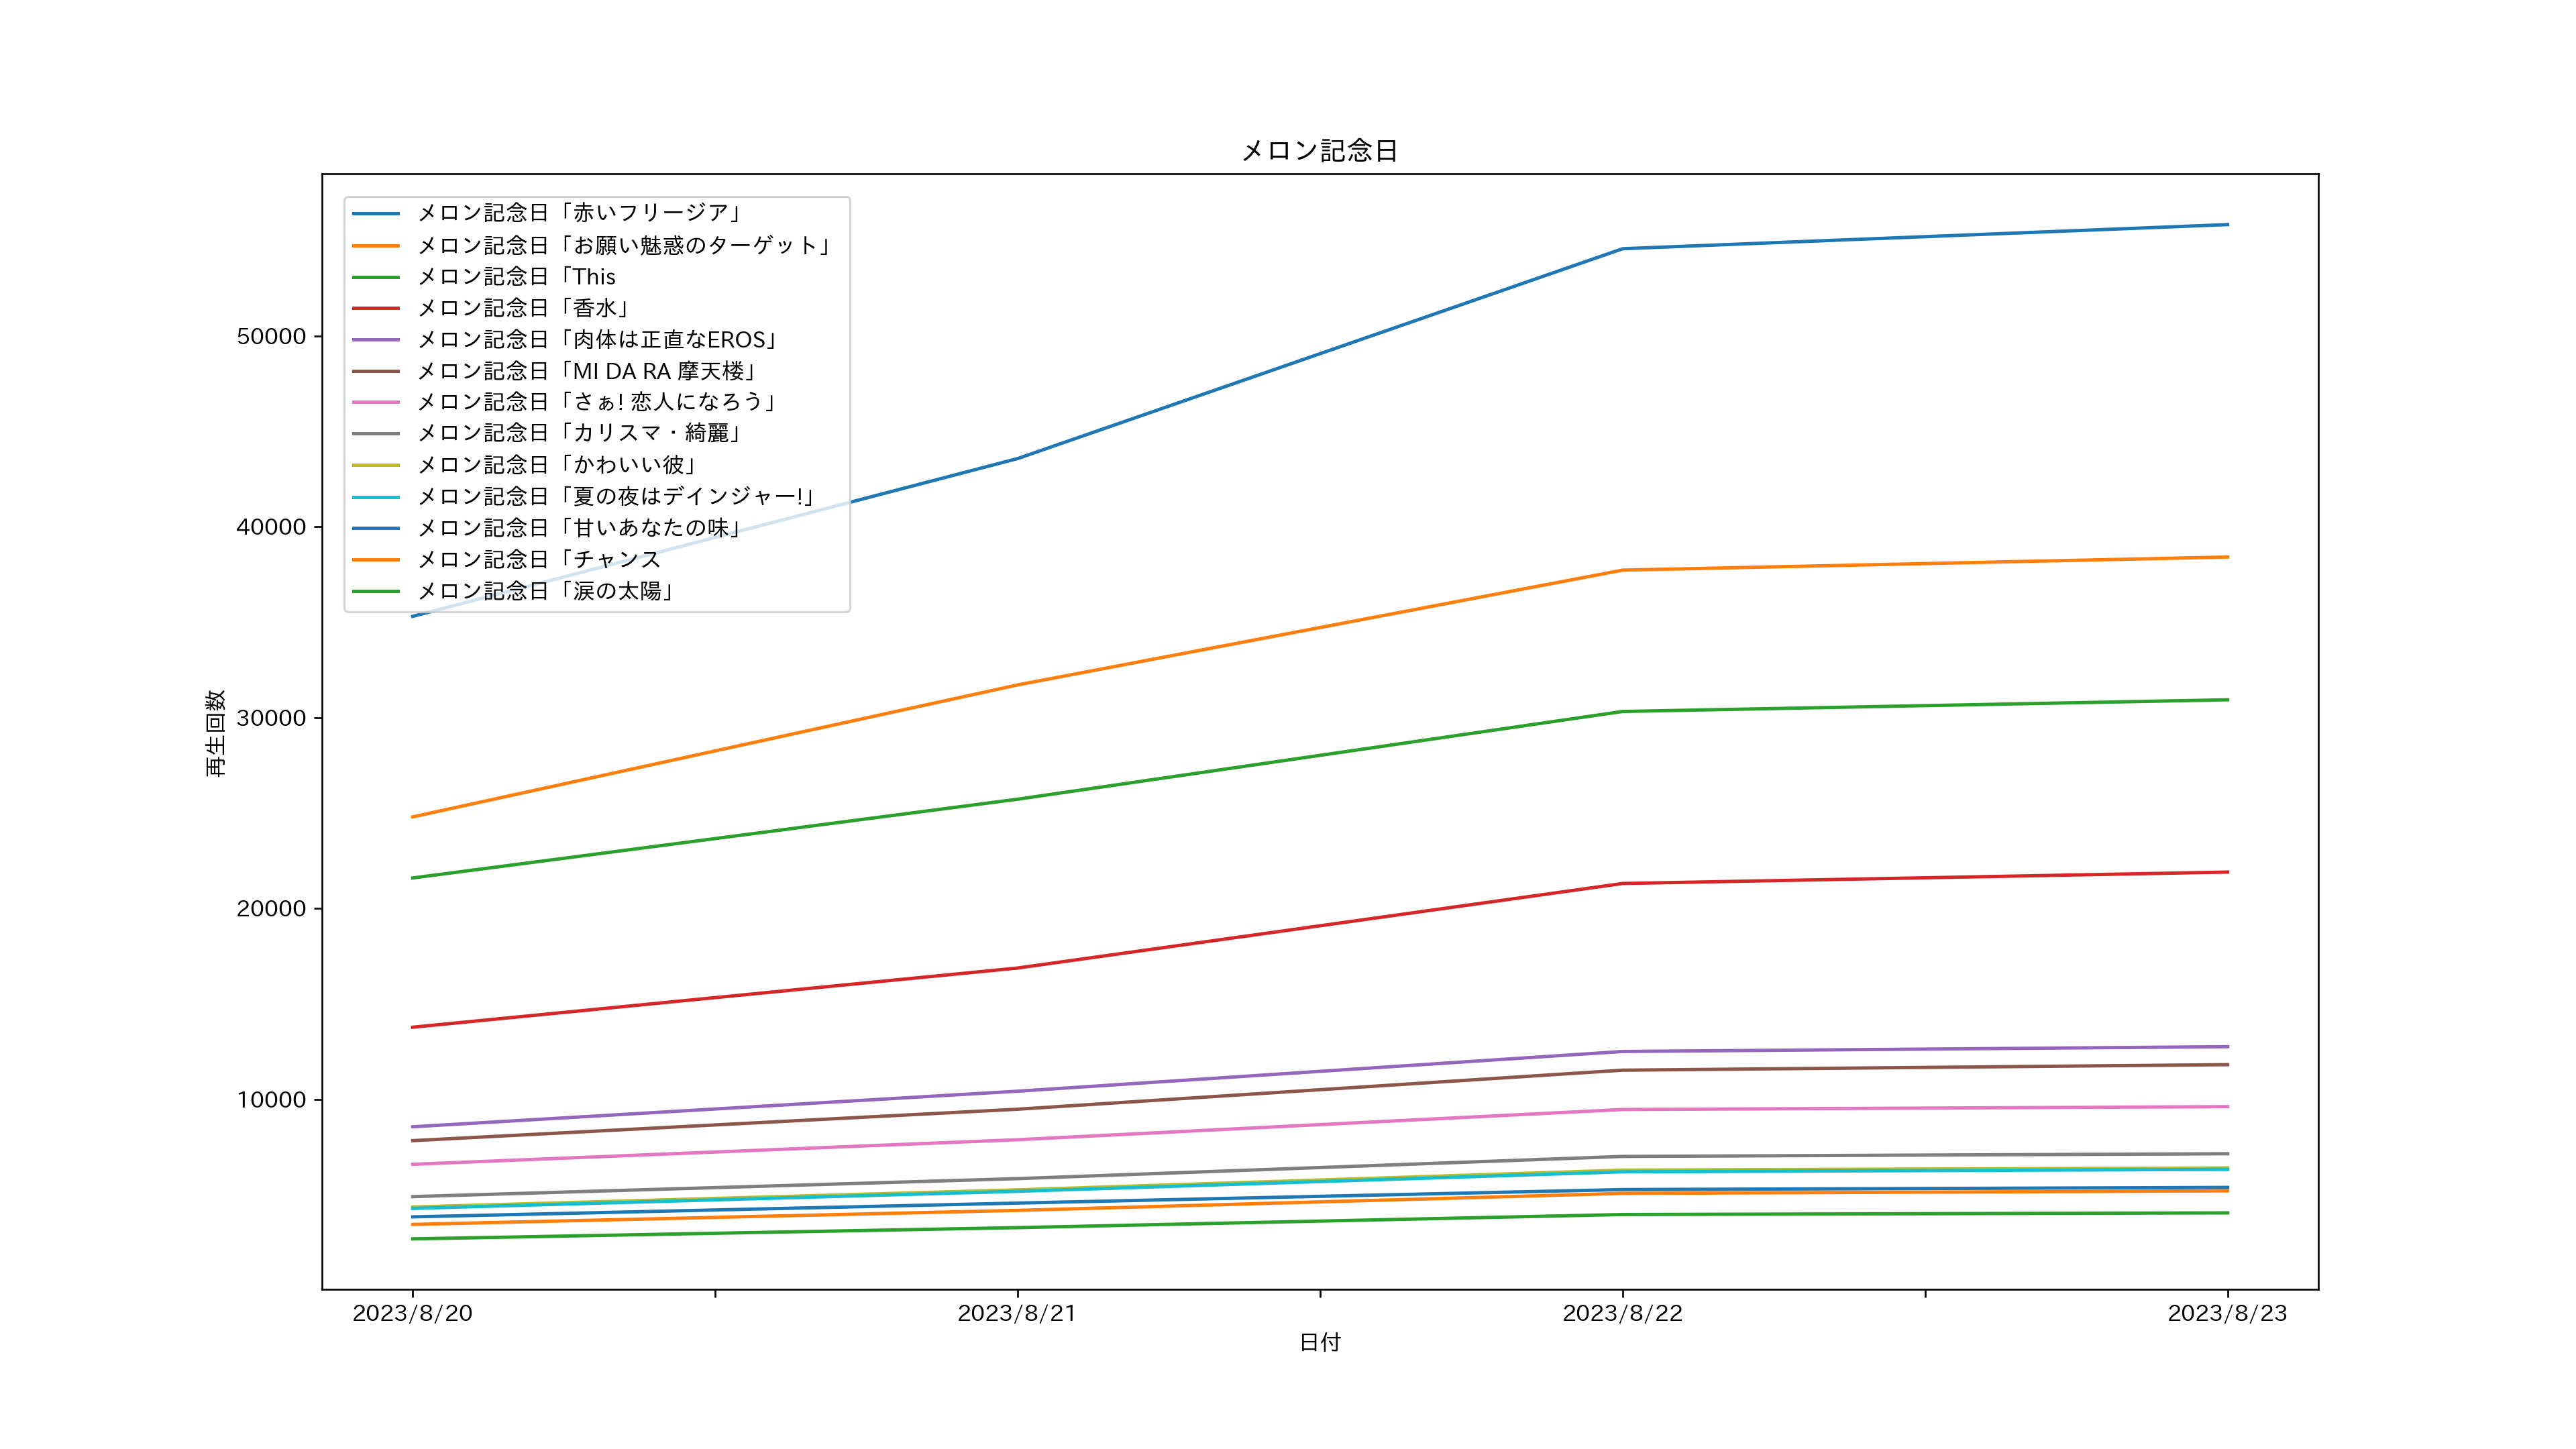 メロン記念日
メロン記念日「赤いフリージア」
メロン記念日「お願い魅惑のターゲット」
メロン記念日「This
メロン記念日「香水」
メロン記念日「肉体は正直なEROS」
メロン記念日「MI DA RA 摩天楼」
メロン記念日「さぁ! 恋人になろう」
メロン記念日「カリスマ・綺麗」
メロン記念日「かわいい彼」
メロン記念日「夏の夜はデインジャー!」
メロン記念日「甘いあなたの味」
メロン記念日「チャンス
メロン記念日「涙の太陽」
50000
40000
30000
20000
10000
再生回数
2023/8/20
2023/8/21
2023/8/22
2023/8/23
日付